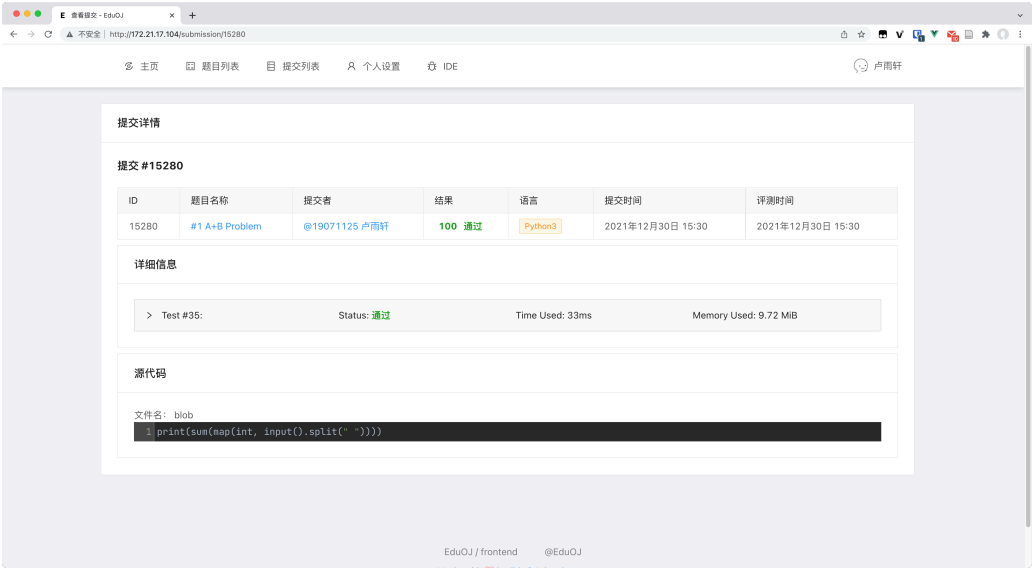 E 查看提交 - EduOJ
不安全 http://172.21.17.104/submission/15280
主页 题目列表 提交列表 个人设置 IDE 卢雨轩
提交详情
提交 #15280
ID 题目名称 提交者 结果 语言 提交时间 评测时间
15280 #1 A+B Problem @19071125 卢雨轩 100 通过 Python3 2021年12月30日 15:30 2021年12月30日 15:30
详细信息
Test #35: Status: 通过 Time Used: 33ms Memory Used: 9.72 MiB
源代码
文件名： blob
1 print(sum(map(int, input().split(" "))))
EduOJ / frontend @EduOJ